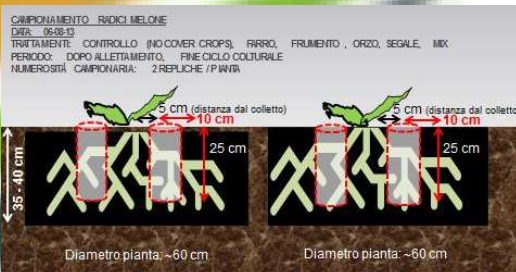 CAMPIONAMENTO RADICI MELONE
DATA: 06-08-13
TRATTAMENTI: CONTROLLO (NO COVER CROPS), FARRO, FRUMENTO , ORZO, SEGALE, MIX
PERIODO: DOPO ALLETTAMENTO, FINE CICLO COLTURALE
NUMEROSITÀ CAMPIONARIA: 2 REPLICHE / PIANTA
5 cm (distanza dal colletto)
10 cm
25 cm
35 - 40 cm
Diametro pianta: ~60 cm
5 cm (distanza dal colletto)
10 cm
25 cm
Diametro pianta: ~60 cm